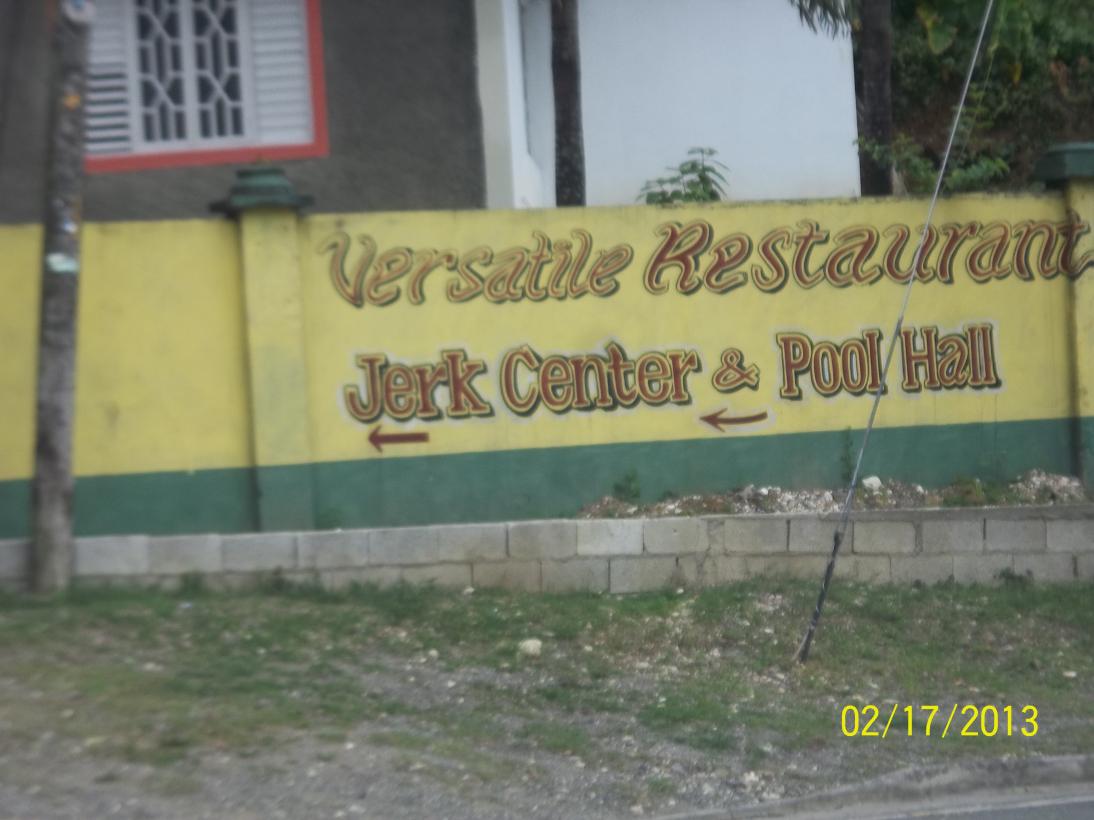 Versatile Restaurant
Jerk Center & Pool Hall
02/17/2013